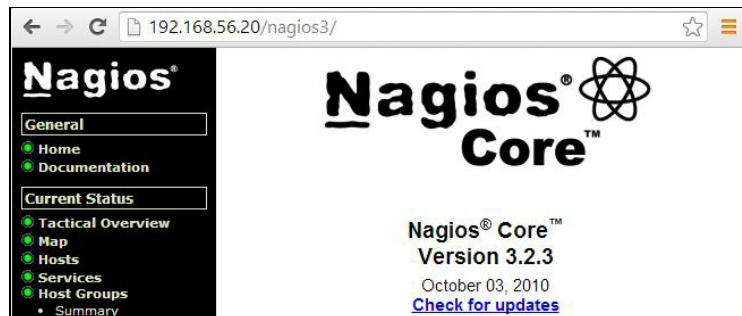 192.168.56.20/nagios3/
Nagios®
General
Home
Documentation
Current Status
Tactical Overview
Map
Hosts
Services
Host Groups
• Summary
Nagios®
Core™
Nagios® Core™
Version 3.2.3
October 03, 2010
Check for updates